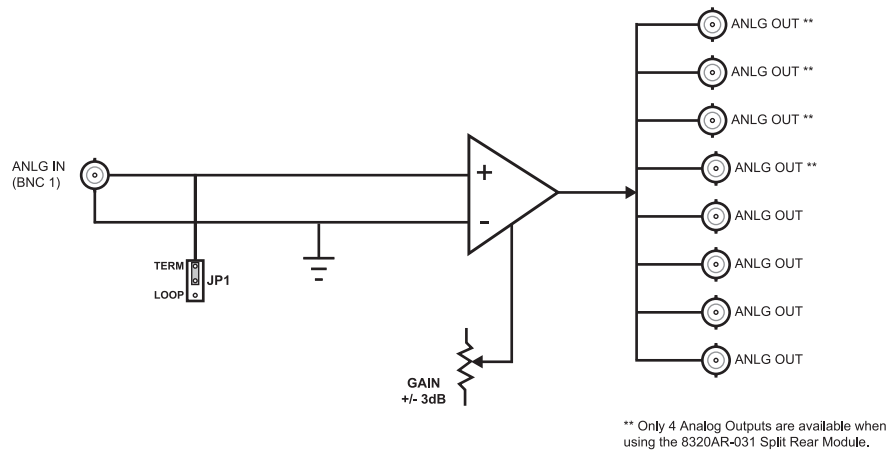 ANLG OUT **
ANLG OUT **
ANLG OUT **
ANLG IN
(BNC 1)
ANLG OUT **
+
-
ANLG OUT
TERM
JP1
LOOP
ANLG OUT
ANLG OUT
ANLG OUT
GAIN
+/- 3dB
** Only 4 Analog Outputs are available when
using the 8320AR-031 Split Rear Module.